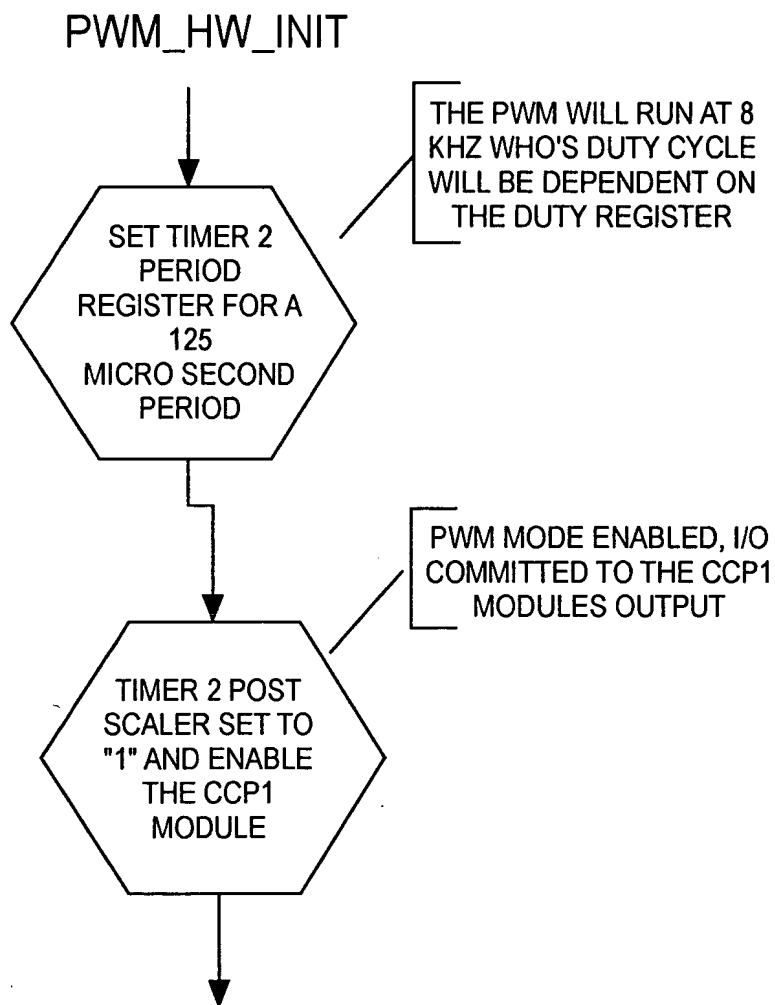 PWM_HW_INIT
THE PWM WILL RUN AT 8
KHZ WHO'S DUTY CYCLE
WILL BE DEPENDENT ON
THE DUTY REGISTER
SET TIMER 2
PERIOD
REGISTER FOR A
125
MICRO SECOND
PERIOD
PWM MODE ENABLED, I/O
COMMITTED TO THE CCP1
MODULES OUTPUT
TIMER 2 POST
SCALER SET TO
"1" AND ENABLE
THE CCP1
MODULE